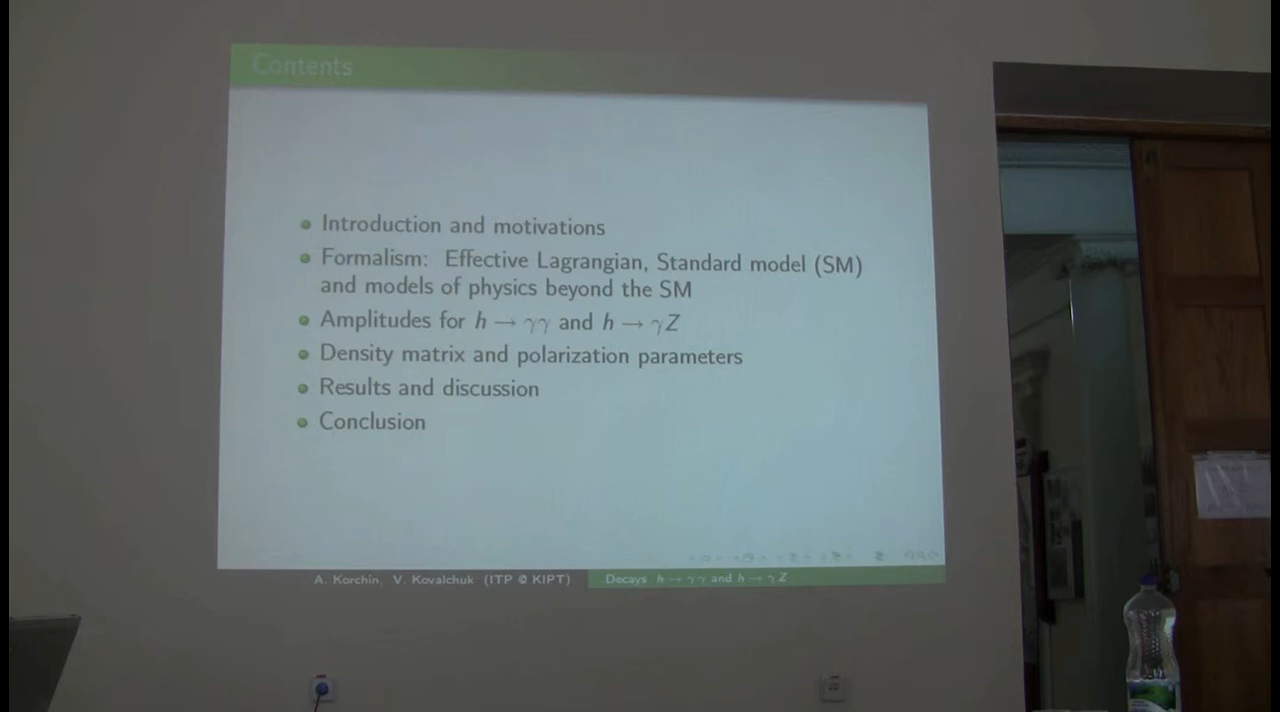 Contents
Introduction and motivations
Formalism: Effective Lagrangian, Standard model (SM)
and models of physics beyond the SM
Amplitudes for h → γγ and h → γZ
Density matrix and polarization parameters
Results and discussion
Conclusion
A. Korchin, V. Kovalchuk (ITP @ KIPT)
Decays h → γγ and h → γZ